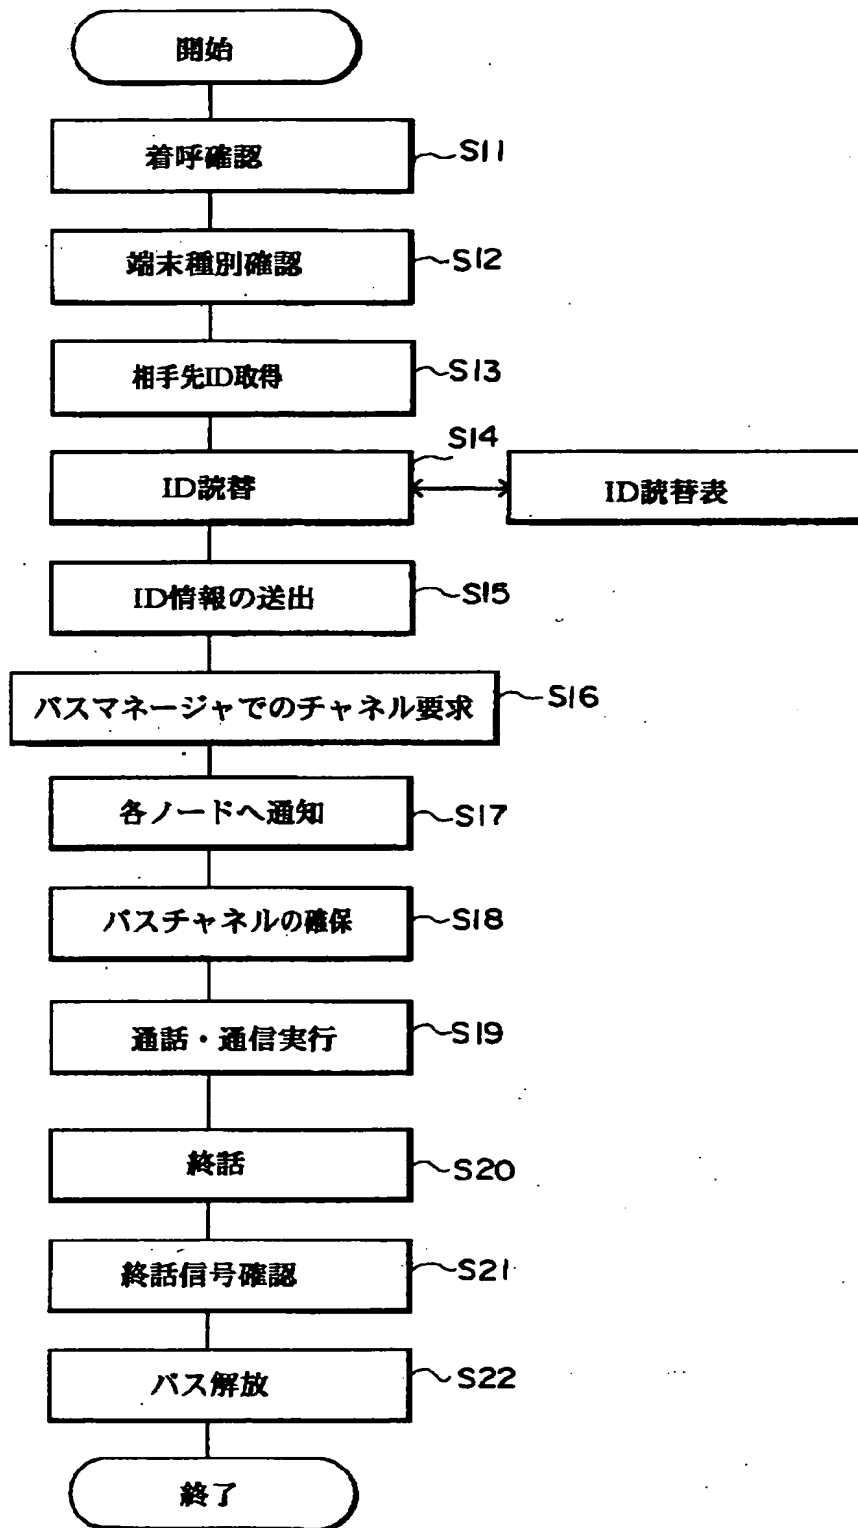 開始
着呼確認
S11
端末種別確認
S12
相手先ID取得
S13
S14
ID読替
ID読替表
ID情報の送出
S15
バスマネージャでのチャネル要求
S16
各ノードへ通知
S17
バスチャネルの確保
S18
通話・通信実行
S19
終話
S20
終話信号確認
S21
バス解放
S22
終了